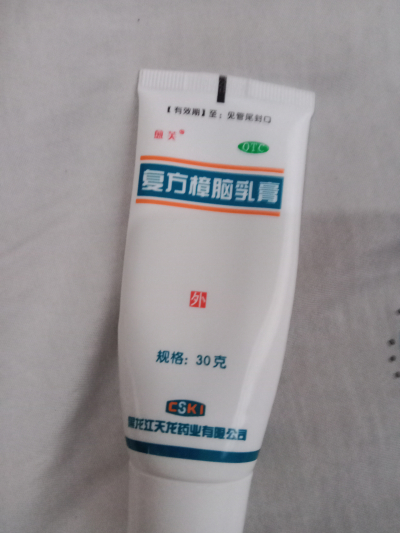 【有效期】至：见管尾封口
OTC
复方樟脑乳膏
外
规格：30克
CSKI
黑龙江天龙药业有限公司